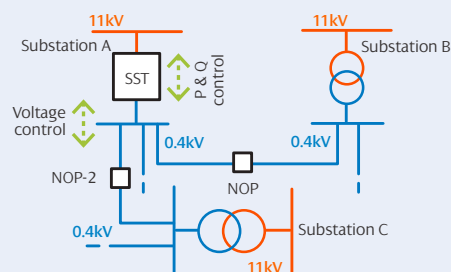 11kV
11kV
Substation A
Substation B
SST
P & Q
control
Voltage
control
0.4kV
0.4kV
NOP-2
NOP
0.4kV
Substation C
11kV